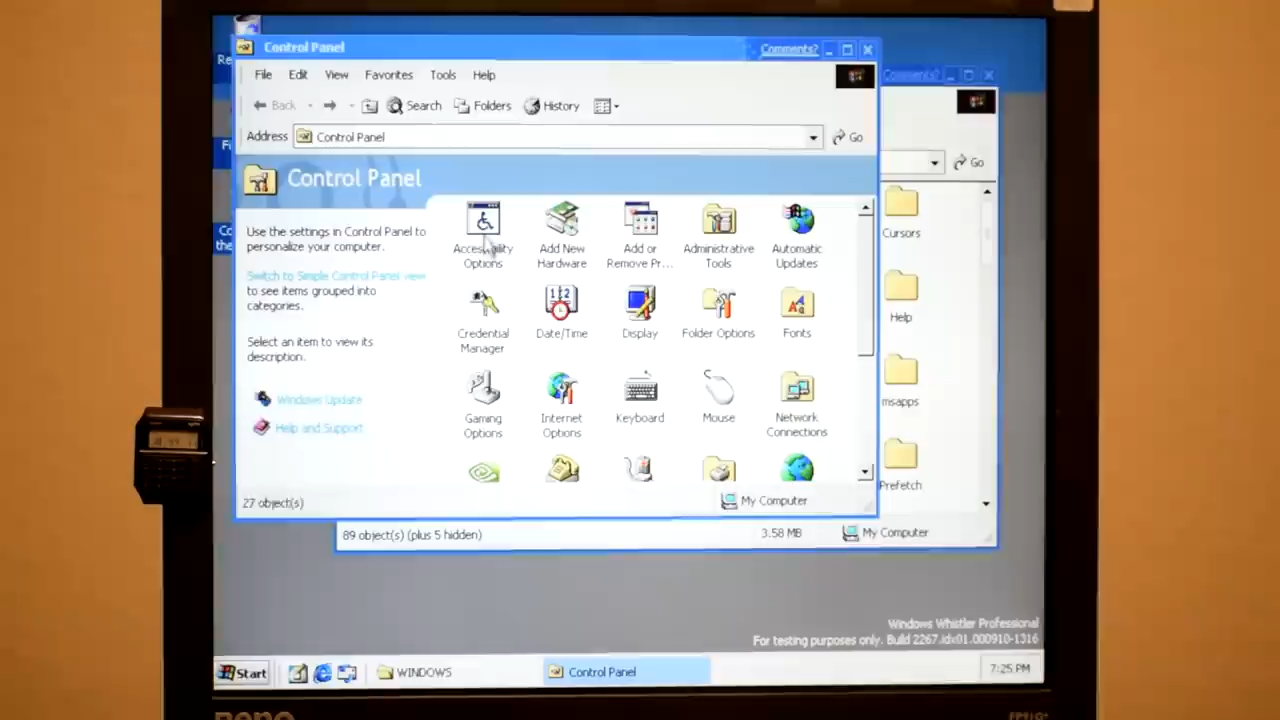 Control Panel
Comments?
File Edit View Favorites Tools Help
Back Search Folders History
Address Control Panel Go
Control Panel
Use the settings in Control Panel to
personalize your computer.
Switch to Simple Control Panel view
to see items grouped into
categories.
Select an item to view its
description.
Windows Update
Help and Support
Accessibility
Options
Add New
Hardware
Add or
Remove Pr...
Administrative
Tools
Automatic
Updates
Credential
Manager
Date/Time
Display
Folder Options
Fonts
Gaming
Options
Internet
Options
Keyboard
Mouse
Network
Connections
27 object(s)
My Computer
Comments?
Go
Cursors
Help
msapps
Prefetch
89 object(s) (plus 5 hidden)
3.58 MB
My Computer
Re
Fi
Co
the
Windows Whistler Professional
For testing purposes only. Build 2267.idx01.000910-1316
Start
WINDOWS
Control Panel
7:25 PM